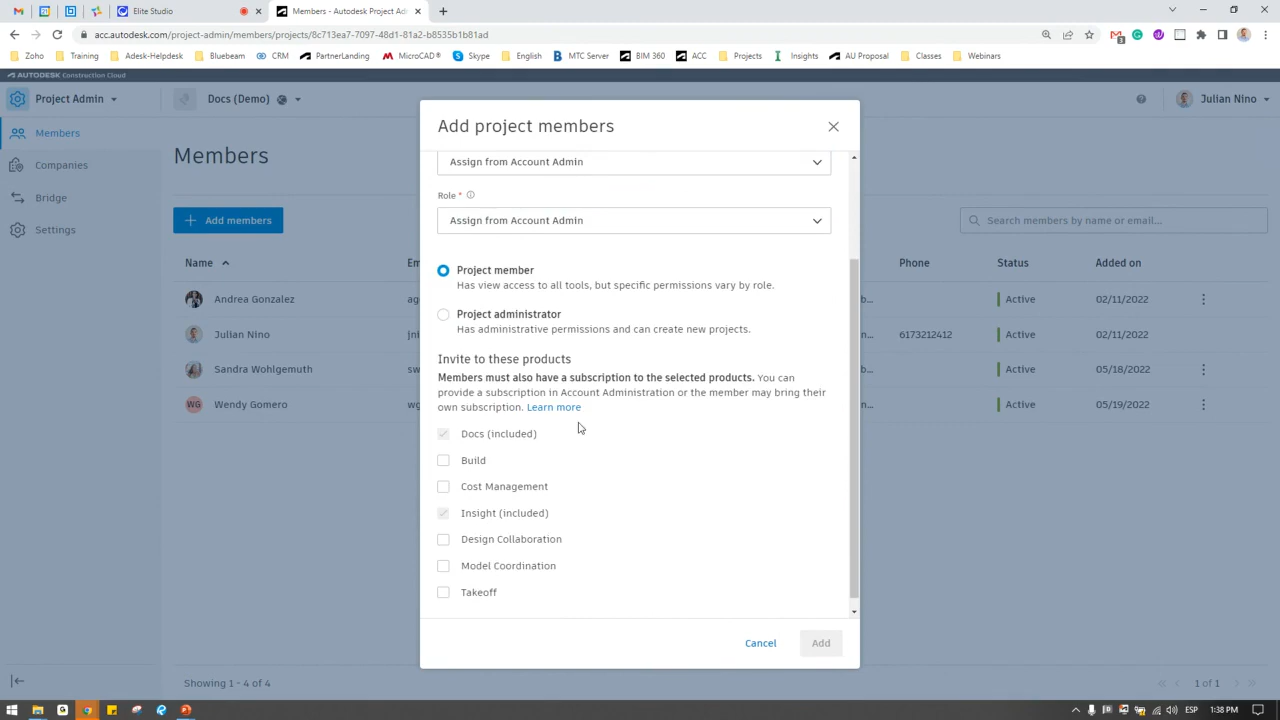 Elite Studio
Members - Autodesk Project Ad
acc.autodesk.com/project-admin/members/projects/8c713ea7-7097-48d1-81a2-b8535b1b81ad
3
Zoho Training Adesk-Helpdesk Bluebeam CRM PartnerLanding MicroCAD® Skype English MTC Server BIM 360 ACC Projects Insights AU Proposal Classes Webinars
AUTODESK Construction Cloud
Project Admin
Docs (Demo)
Julian Nino
Members
Companies
Bridge
Settings
Members
Add members
Search members by name or email...
Name
Em
Phone
Status
Added on
Andrea Gonzalez
ag
b...
Active
02/11/2022
Julian Nino
jn
n...
6173212412
Active
02/11/2022
Sandra Wohlgemuth
sw
b...
Active
05/18/2022
WG
Wendy Gomero
wg
n...
Active
05/19/2022
Showing 1 - 4 of 4
1 of 1
Add project members
Assign from Account Admin
Role *
Assign from Account Admin
Project member
Has view access to all tools, but specific permissions vary by role.
Project administrator
Has administrative permissions and can create new projects.
Invite to these products
Members must also have a subscription to the selected products. You can
provide a subscription in Account Administration or the member may bring their
own subscription. Learn more
Docs (included)
Build
Cost Management
Insight (included)
Design Collaboration
Model Coordination
Takeoff
Cancel
Add
ESP
1:38 PM